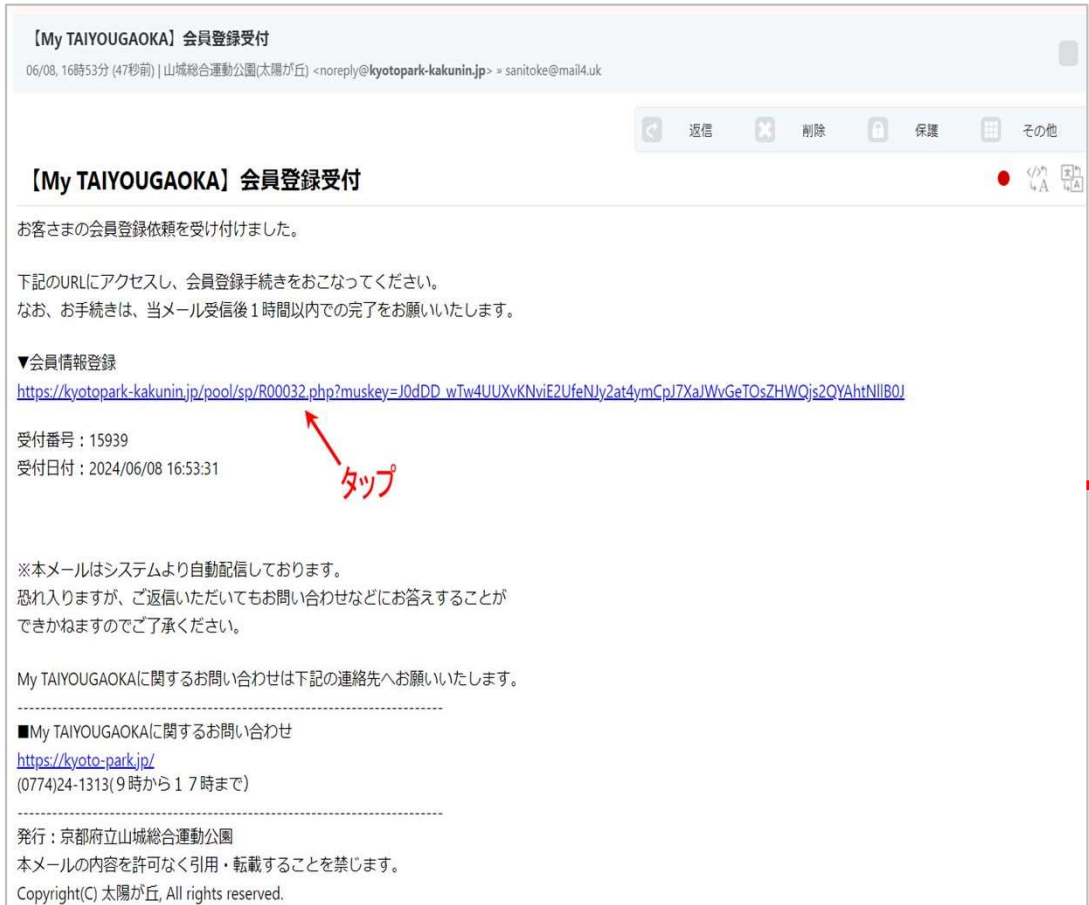 【My TAIYOUGAOKA】会員登録受付
06/08, 16時53分 (47秒前) | 山城総合運動公園(太陽が丘) <noreply@kyotopark-kakunin.jp> » sanitoke@mail4.uk
返信 削除 保護 その他
【My TAIYOUGAOKA】会員登録受付
お客さまの会員登録依頼を受け付けました。
下記のURLにアクセスし、会員登録手続きをおこなってください。
なお、お手続きは、当メール受信後1時間以内での完了をお願いいたします。
▼会員情報登録
https://kyotopark-kakunin.jp/pool/sp/R00032.php?muskey=J0dDD_wTw4UUXvKNviE2UfeNJy2at4ymCpJ7XaJWvGeTOsZHWQjs2QYAhtNllB0J
受付番号：15939
受付日付：2024/06/08 16:53:31
タップ
※本メールはシステムより自動配信しております。
恐れ入りますが、ご返信いただいてもお問い合わせなどにお答えすることが
できかねますのでご了承ください。
My TAIYOUGAOKAに関するお問い合わせは下記の連絡先へお願いいたします。
-----------------------------------------------------------------------
■My TAIYOUGAOKAに関するお問い合わせ
https://kyoto-park.jp/
(0774)24-1313(９時から１７時まで)
-----------------------------------------------------------------------
発行：京都府立山城総合運動公園
本メールの内容を許可なく引用・転載することを禁じます。
Copyright(C) 太陽が丘, All rights reserved.